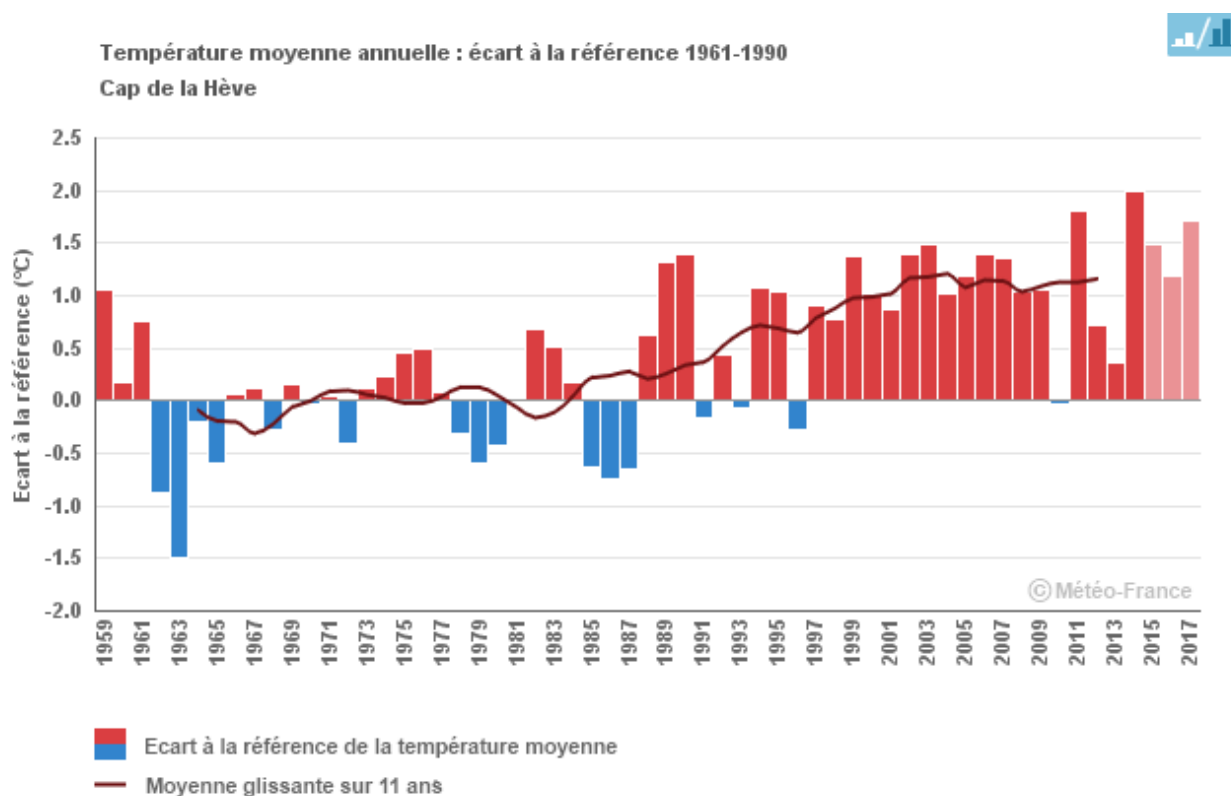 Température moyenne annuelle : écart à la référence 1961-1990
Cap de la Hève
Ecart à la référence (°C)
2.5
2.0
1.5
1.0
0.5
0.0
-0.5
-1.0
-1.5
-2.0
© Météo-France
1959 1961 1963 1965 1967 1969 1971 1973 1975 1977 1979 1981 1983 1985 1987 1989 1991 1993 1995 1997 1999 2001 2003 2005 2007 2009 2011 2013 2015 2017
Ecart à la référence de la température moyenne
Moyenne glissante sur 11 ans